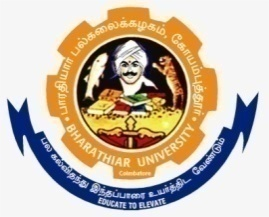 பாரதியார் பல்கலைக்கழகம், கோயம்புத்தூர்
BHARATHIAR UNIVERSITY
Coimbatore
பல கல்விதந்து இந்தப்பாரை உயர்த்திட வேண்டும்
EDUCATE TO ELEVATE